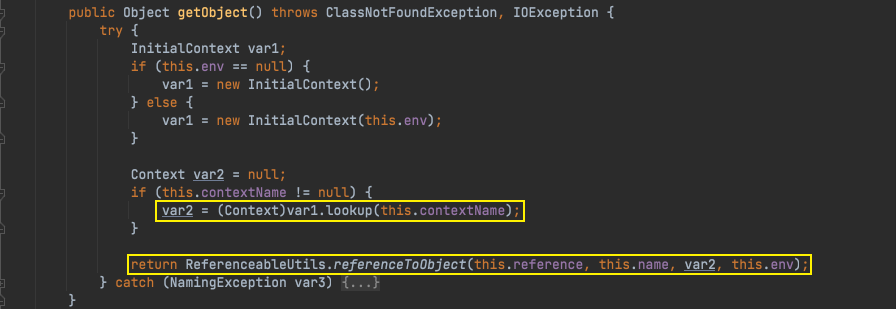 public Object getObject() throws ClassNotFoundException, IOException {
try {
InitialContext var1;
if (this.env == null) {
var1 = new InitialContext();
} else {
var1 = new InitialContext(this.env);
}
Context var2 = null;
if (this.contextName != null) {
var2 = (Context)var1.lookup(this.contextName);
}
return ReferenceableUtils.referenceToObject(this.reference, this.name, var2, this.env);
} catch (NamingException var3) {...}
}